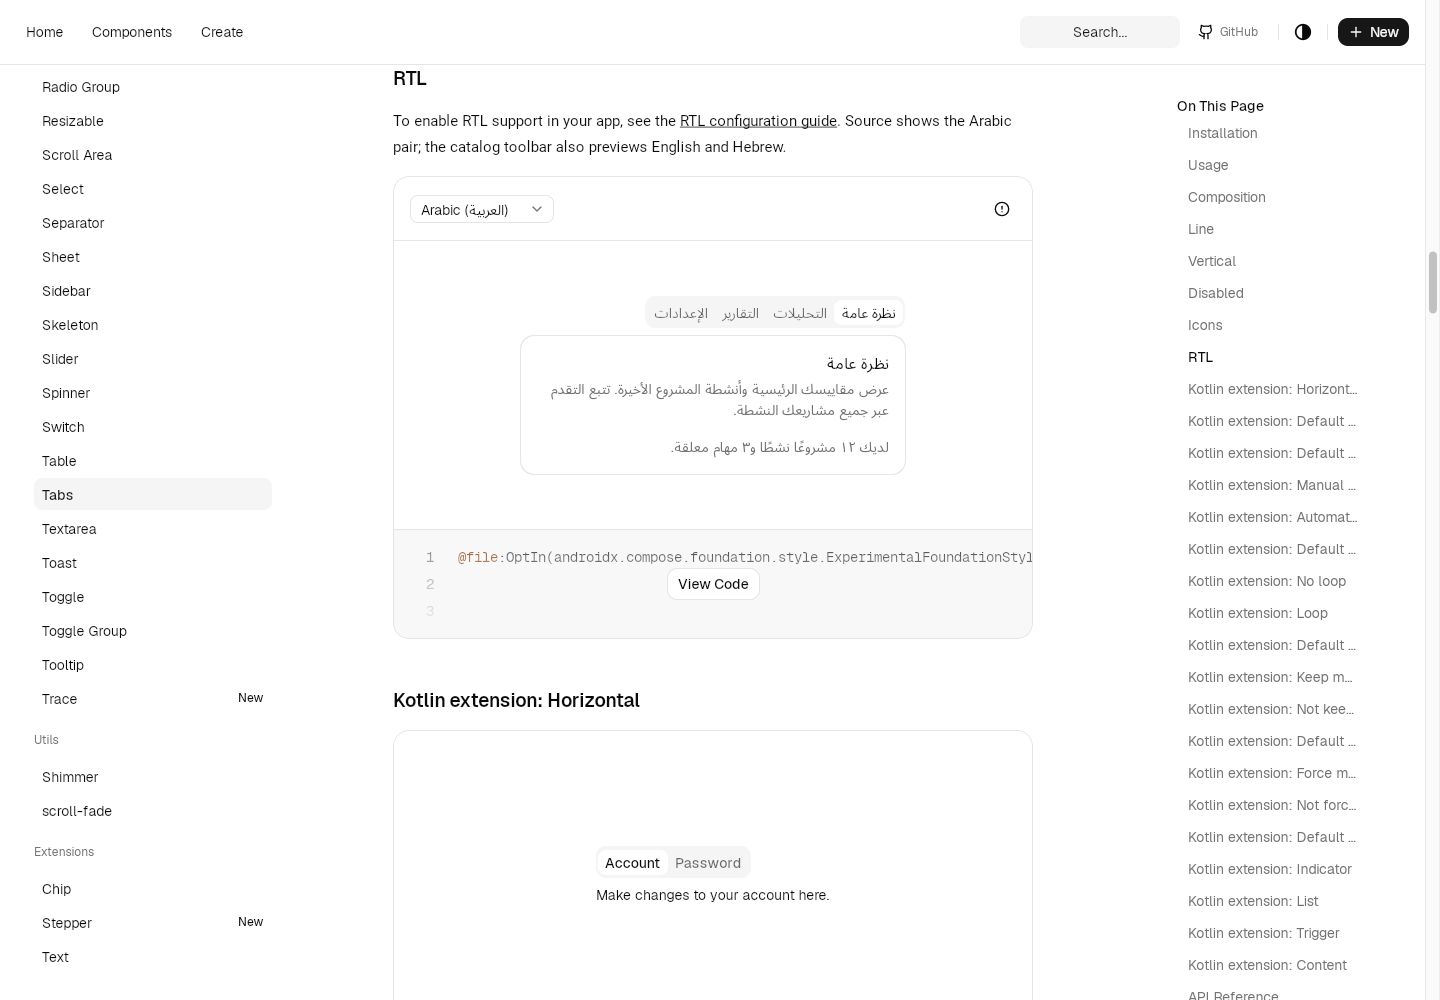 Home
Components
Create
Search...
GitHub
New
Radio Group
Resizable
Scroll Area
Select
Separator
Sheet
Sidebar
Skeleton
Slider
Spinner
Switch
Table
Tabs
Textarea
Toast
Toggle
Toggle Group
Tooltip
Trace New
Utils
Shimmer
scroll-fade
Extensions
Chip
Stepper New
Text
RTL
To enable RTL support in your app, see the RTL configuration guide. Source shows the Arabic
pair; the catalog toolbar also previews English and Hebrew.
Arabic (العربية)
نظرة عامة التحليلات التقارير الإعدادات
نظرة عامة
عرض مقاييسك الرئيسية وأنشطة المشروع الأخيرة. تتبع التقدم
عبر جميع مشاريعك النشطة.
لديك ١٢ مشروعًا نشطًا و٣ مهام معلقة.
1 @file:OptIn(androidx.compose.foundation.style.ExperimentalFoundationStyl
2
View Code
3
Kotlin extension: Horizontal
Account Password
Make changes to your account here.
On This Page
Installation
Usage
Composition
Line
Vertical
Disabled
Icons
RTL
Kotlin extension: Horizont...
Kotlin extension: Default ...
Kotlin extension: Default ...
Kotlin extension: Manual ...
Kotlin extension: Automat...
Kotlin extension: Default ...
Kotlin extension: No loop
Kotlin extension: Loop
Kotlin extension: Default ...
Kotlin extension: Keep m...
Kotlin extension: Not kee...
Kotlin extension: Default ...
Kotlin extension: Force m...
Kotlin extension: Not forc...
Kotlin extension: Default ...
Kotlin extension: Indicator
Kotlin extension: List
Kotlin extension: Trigger
Kotlin extension: Content
API Reference